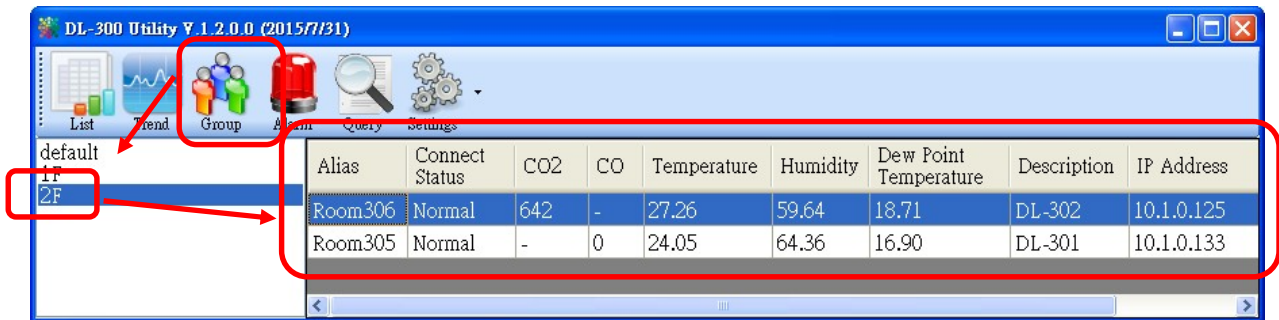 DL-300 Utility V.1.2.0.0 (2015/7/31)
List Trend Group Alarm Query Settings
default
1F
2F
Alias Connect Status CO2 CO Temperature Humidity Dew Point Temperature Description IP Address
Room306 Normal 642 - 27.26 59.64 18.71 DL-302 10.1.0.125
Room305 Normal - 0 24.05 64.36 16.90 DL-301 10.1.0.133